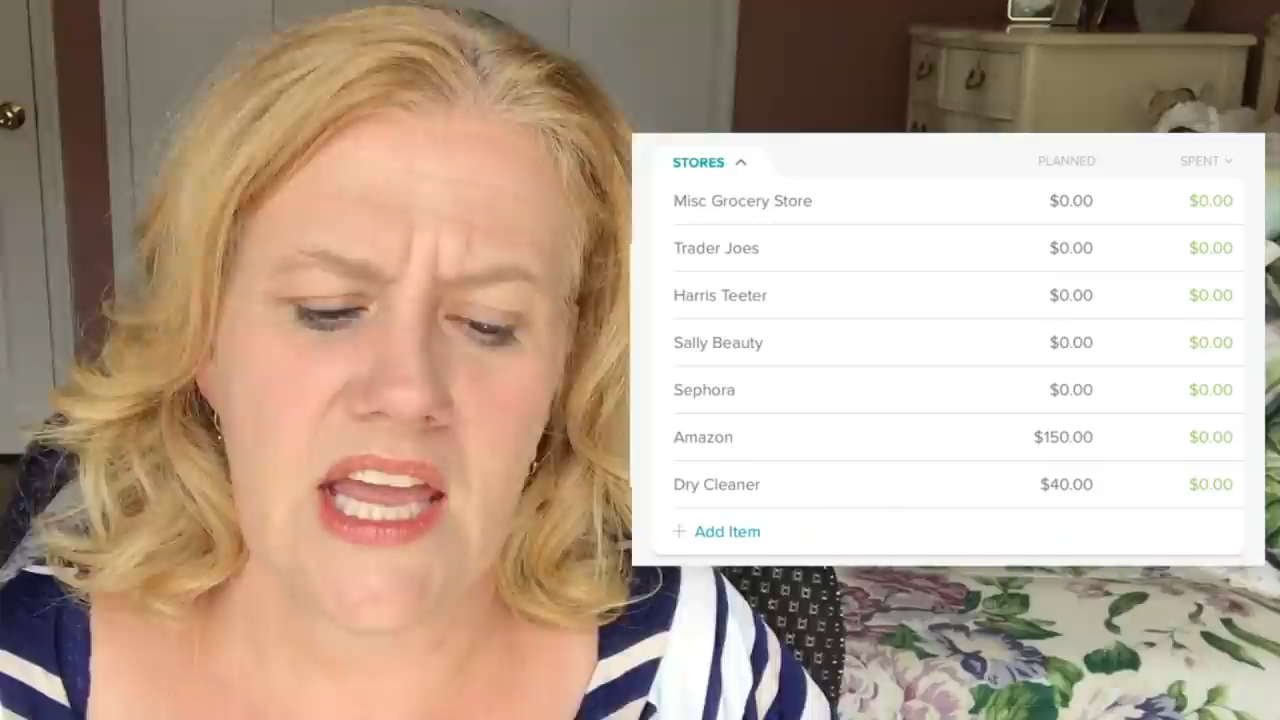 STORES PLANNED SPENT
Misc Grocery Store $0.00 $0.00
Trader Joes $0.00 $0.00
Harris Teeter $0.00 $0.00
Sally Beauty $0.00 $0.00
Sephora $0.00 $0.00
Amazon $150.00 $0.00
Dry Cleaner $40.00 $0.00
+ Add Item